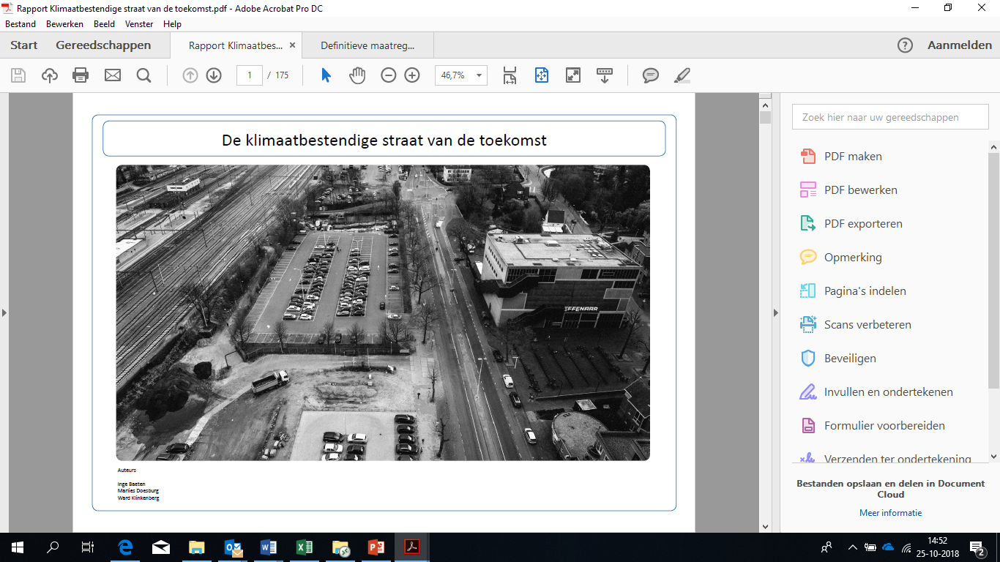 Rapport Klimaatbestendige straat van de toekomst.pdf - Adobe Acrobat Pro DC
Bestand Bewerken Beeld Venster Help
Start Gereedschappen Rapport Klimaatbes... × Definitieve maatreg... ? Aanmelden
1 / 175 46,7%
De klimaatbestendige straat van de toekomst
EFFENAAR
Auteurs
Inge Baeten
Marlies Doesburg
Ward Klinkenberg
Zoek hier naar uw gereedschappen
PDF maken
PDF bewerken
PDF exporteren
Opmerking
Pagina's indelen
Scans verbeteren
Beveiligen
Invullen en ondertekenen
Formulier voorbereiden
Verzenden ter ondertekening
Bestanden opslaan en delen in Document
Cloud
Meer informatie
14:52
25-10-2018
2